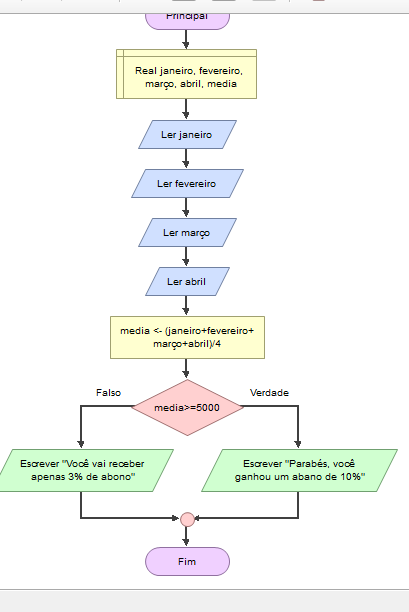 Principal
Real janeiro, fevereiro,
março, abril, media
Ler janeiro
Ler fevereiro
Ler março
Ler abril
media <- (janeiro+fevereiro+
março+abril)/4
Falso
Verdade
media>=5000
Escrever "Você vai receber
apenas 3% de abono"
Escrever "Parabés, você
ganhou um abano de 10%"
Fim